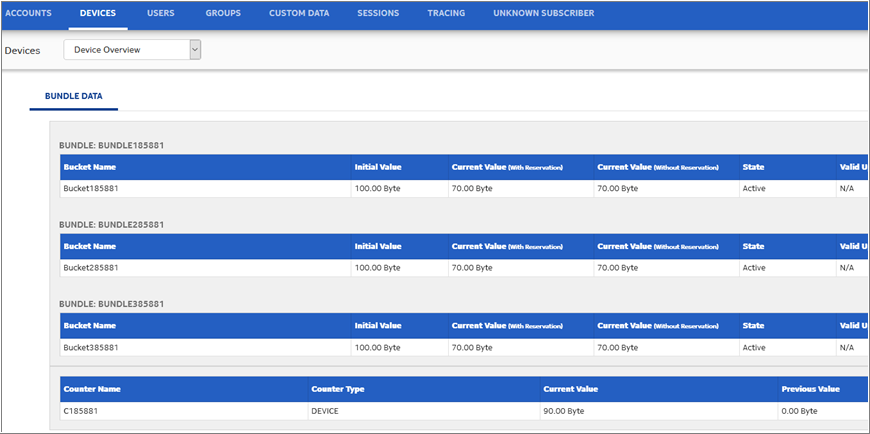 ACCOUNTS DEVICES USERS GROUPS CUSTOM DATA SESSIONS TRACING UNKNOWN SUBSCRIBER
Devices Device Overview
BUNDLE DATA
BUNDLE: BUNDLE185881
Bucket Name Initial Value Current Value (With Reservation) Current Value (Without Reservation) State Valid U
Bucket185881 100.00 Byte 70.00 Byte 70.00 Byte Active N/A
BUNDLE: BUNDLE285881
Bucket Name Initial Value Current Value (With Reservation) Current Value (Without Reservation) State Valid U
Bucket285881 100.00 Byte 70.00 Byte 70.00 Byte Active N/A
BUNDLE: BUNDLE385881
Bucket Name Initial Value Current Value (With Reservation) Current Value (Without Reservation) State Valid U
Bucket385881 100.00 Byte 70.00 Byte 70.00 Byte Active N/A
Counter Name Counter Type Current Value Previous Value
C185881 DEVICE 90.00 Byte 0.00 Byte